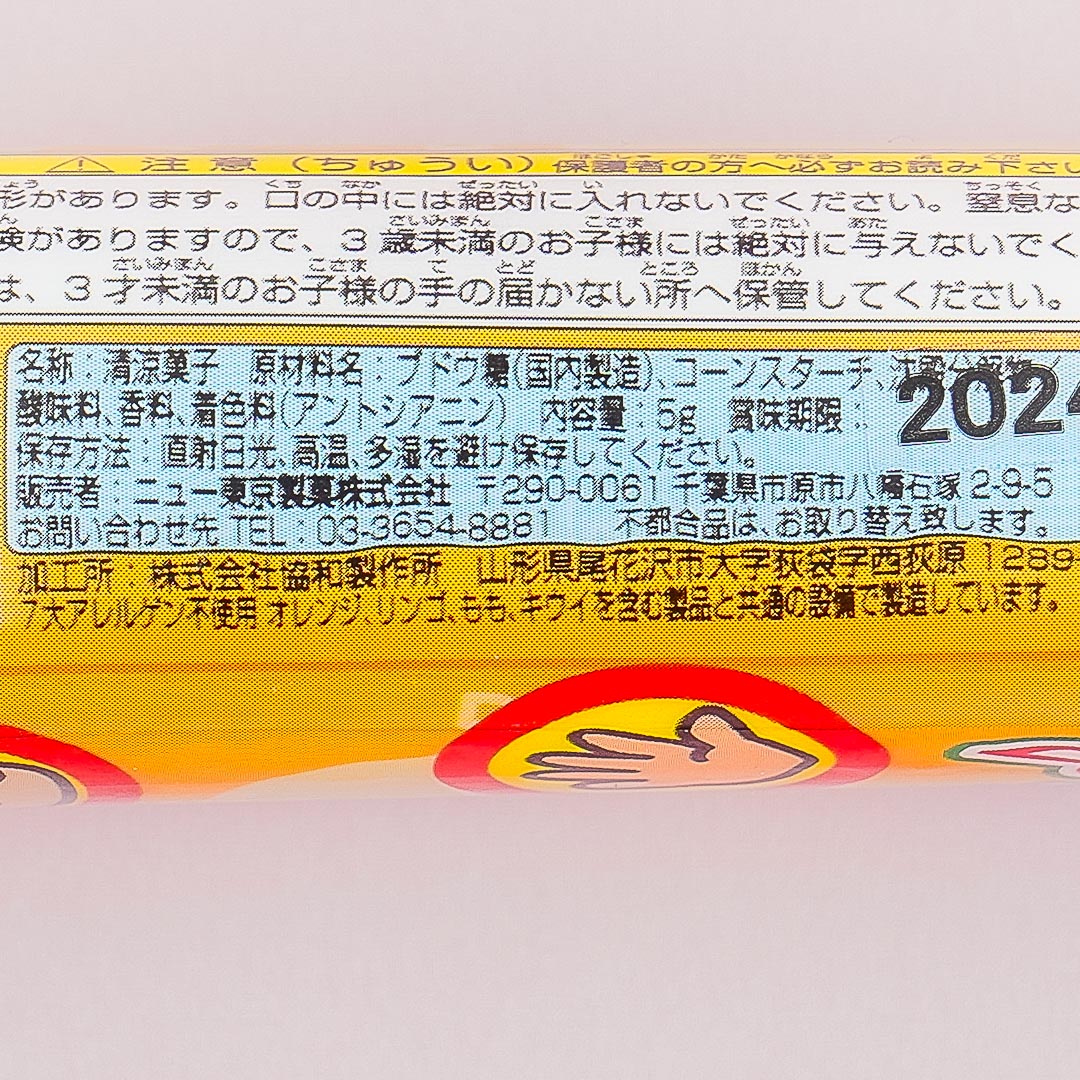 ⚠ 注意（ちゅうい）保護者の方へ必ずお読み下さい
形があります。口の中には絶対に入れないでください。窒息な
険がありますので、3歳未満のお子様には絶対に与えないでく
は、3才未満のお子様の手の届かない所へ保管してください。
名称：清涼菓子 原材料名：ブドウ糖(国内製造)、コーンスターチ、
酸味料、香料、着色料(アントシアニン) 内容量：5g 賞味期限： 2024
保存方法：直射日光、高温、多湿を避け保存してください。
販売者：ニュー東京製菓株式会社 〒290-0061 千葉県市原市八幡石塚 2-9-5
お問い合わせ先 TEL：03-3654-8881 不都合品は、お取り替え致します。
加工所：株式会社協和製作所 山形県尾花沢市大字荻袋字西荻原 1289-
7大アレルゲン不使用 オレンジ、リンゴ、もも、キウイを含む製品と共通の設備で製造しています。